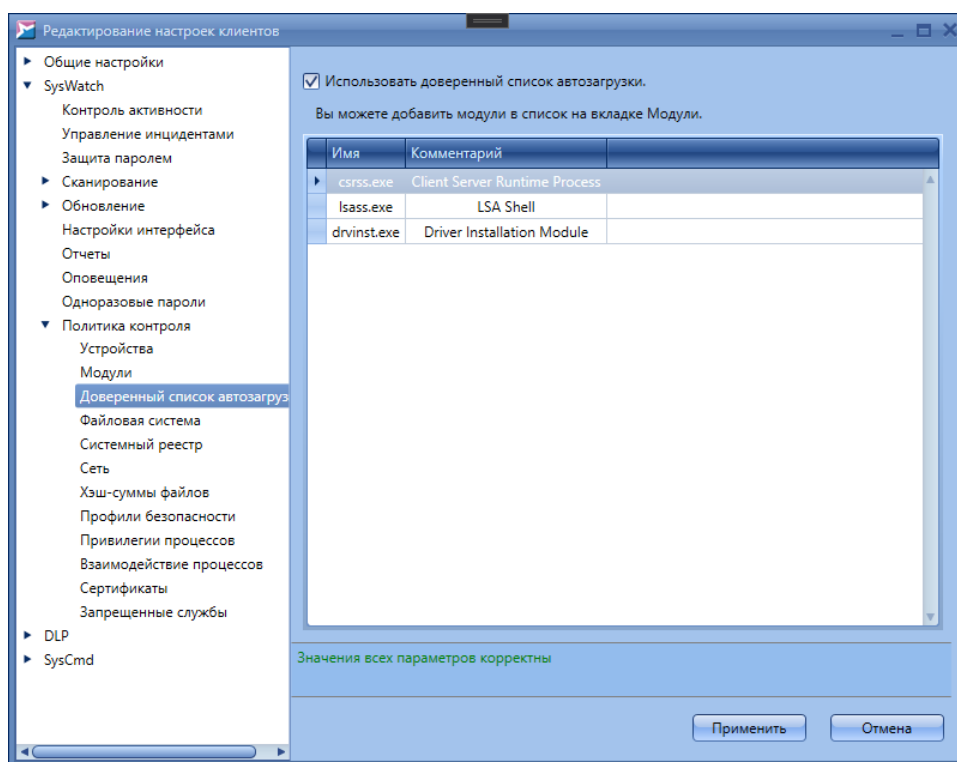 Редактирование настроек клиентов
Общие настройки
SysWatch
Контроль активности
Управление инцидентами
Защита паролем
Сканирование
Обновление
Настройки интерфейса
Отчеты
Оповещения
Одноразовые пароли
Политика контроля
Устройства
Модули
Доверенный список автозагруз
Файловая система
Системный реестр
Сеть
Хэш-суммы файлов
Профили безопасности
Привилегии процессов
Взаимодействие процессов
Сертификаты
Запрещенные службы
DLP
SysCmd
Использовать доверенный список автозагрузки.
Вы можете добавить модули в список на вкладке Модули.
Имя Комментарий
csrss.exe Client Server Runtime Process
lsass.exe LSA Shell
drvinst.exe Driver Installation Module
Значения всех параметров корректны
Применить Отмена